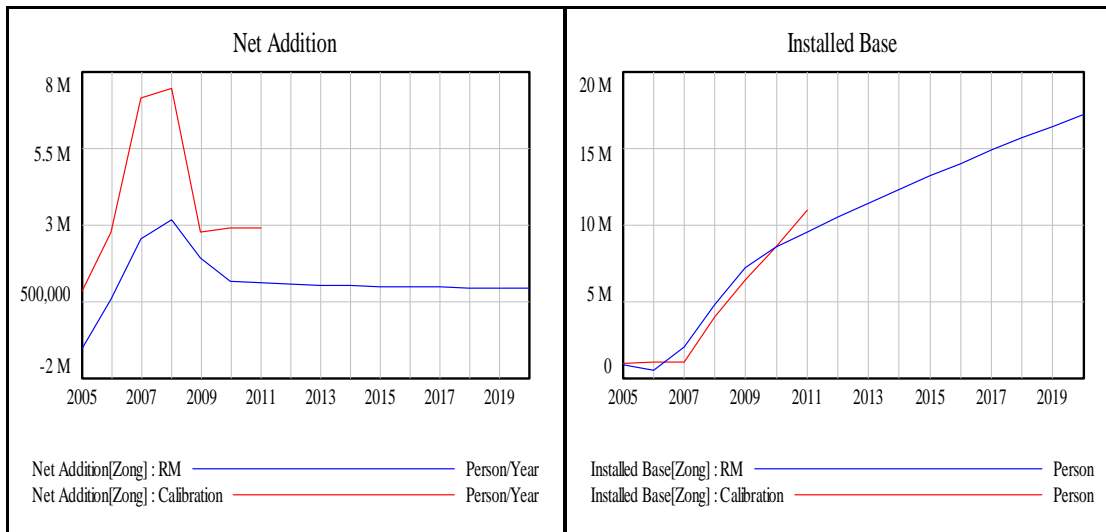 Net Addition
8 M
5.5 M
3 M
500,000
-2 M
2005 2007 2009 2011 2013 2015 2017 2019
Net Addition[Zong] : RM Person/Year
Net Addition[Zong] : Calibration Person/Year
Installed Base
20 M
15 M
10 M
5 M
0
2005 2007 2009 2011 2013 2015 2017 2019
Installed Base[Zong] : RM Person
Installed Base[Zong] : Calibration Person